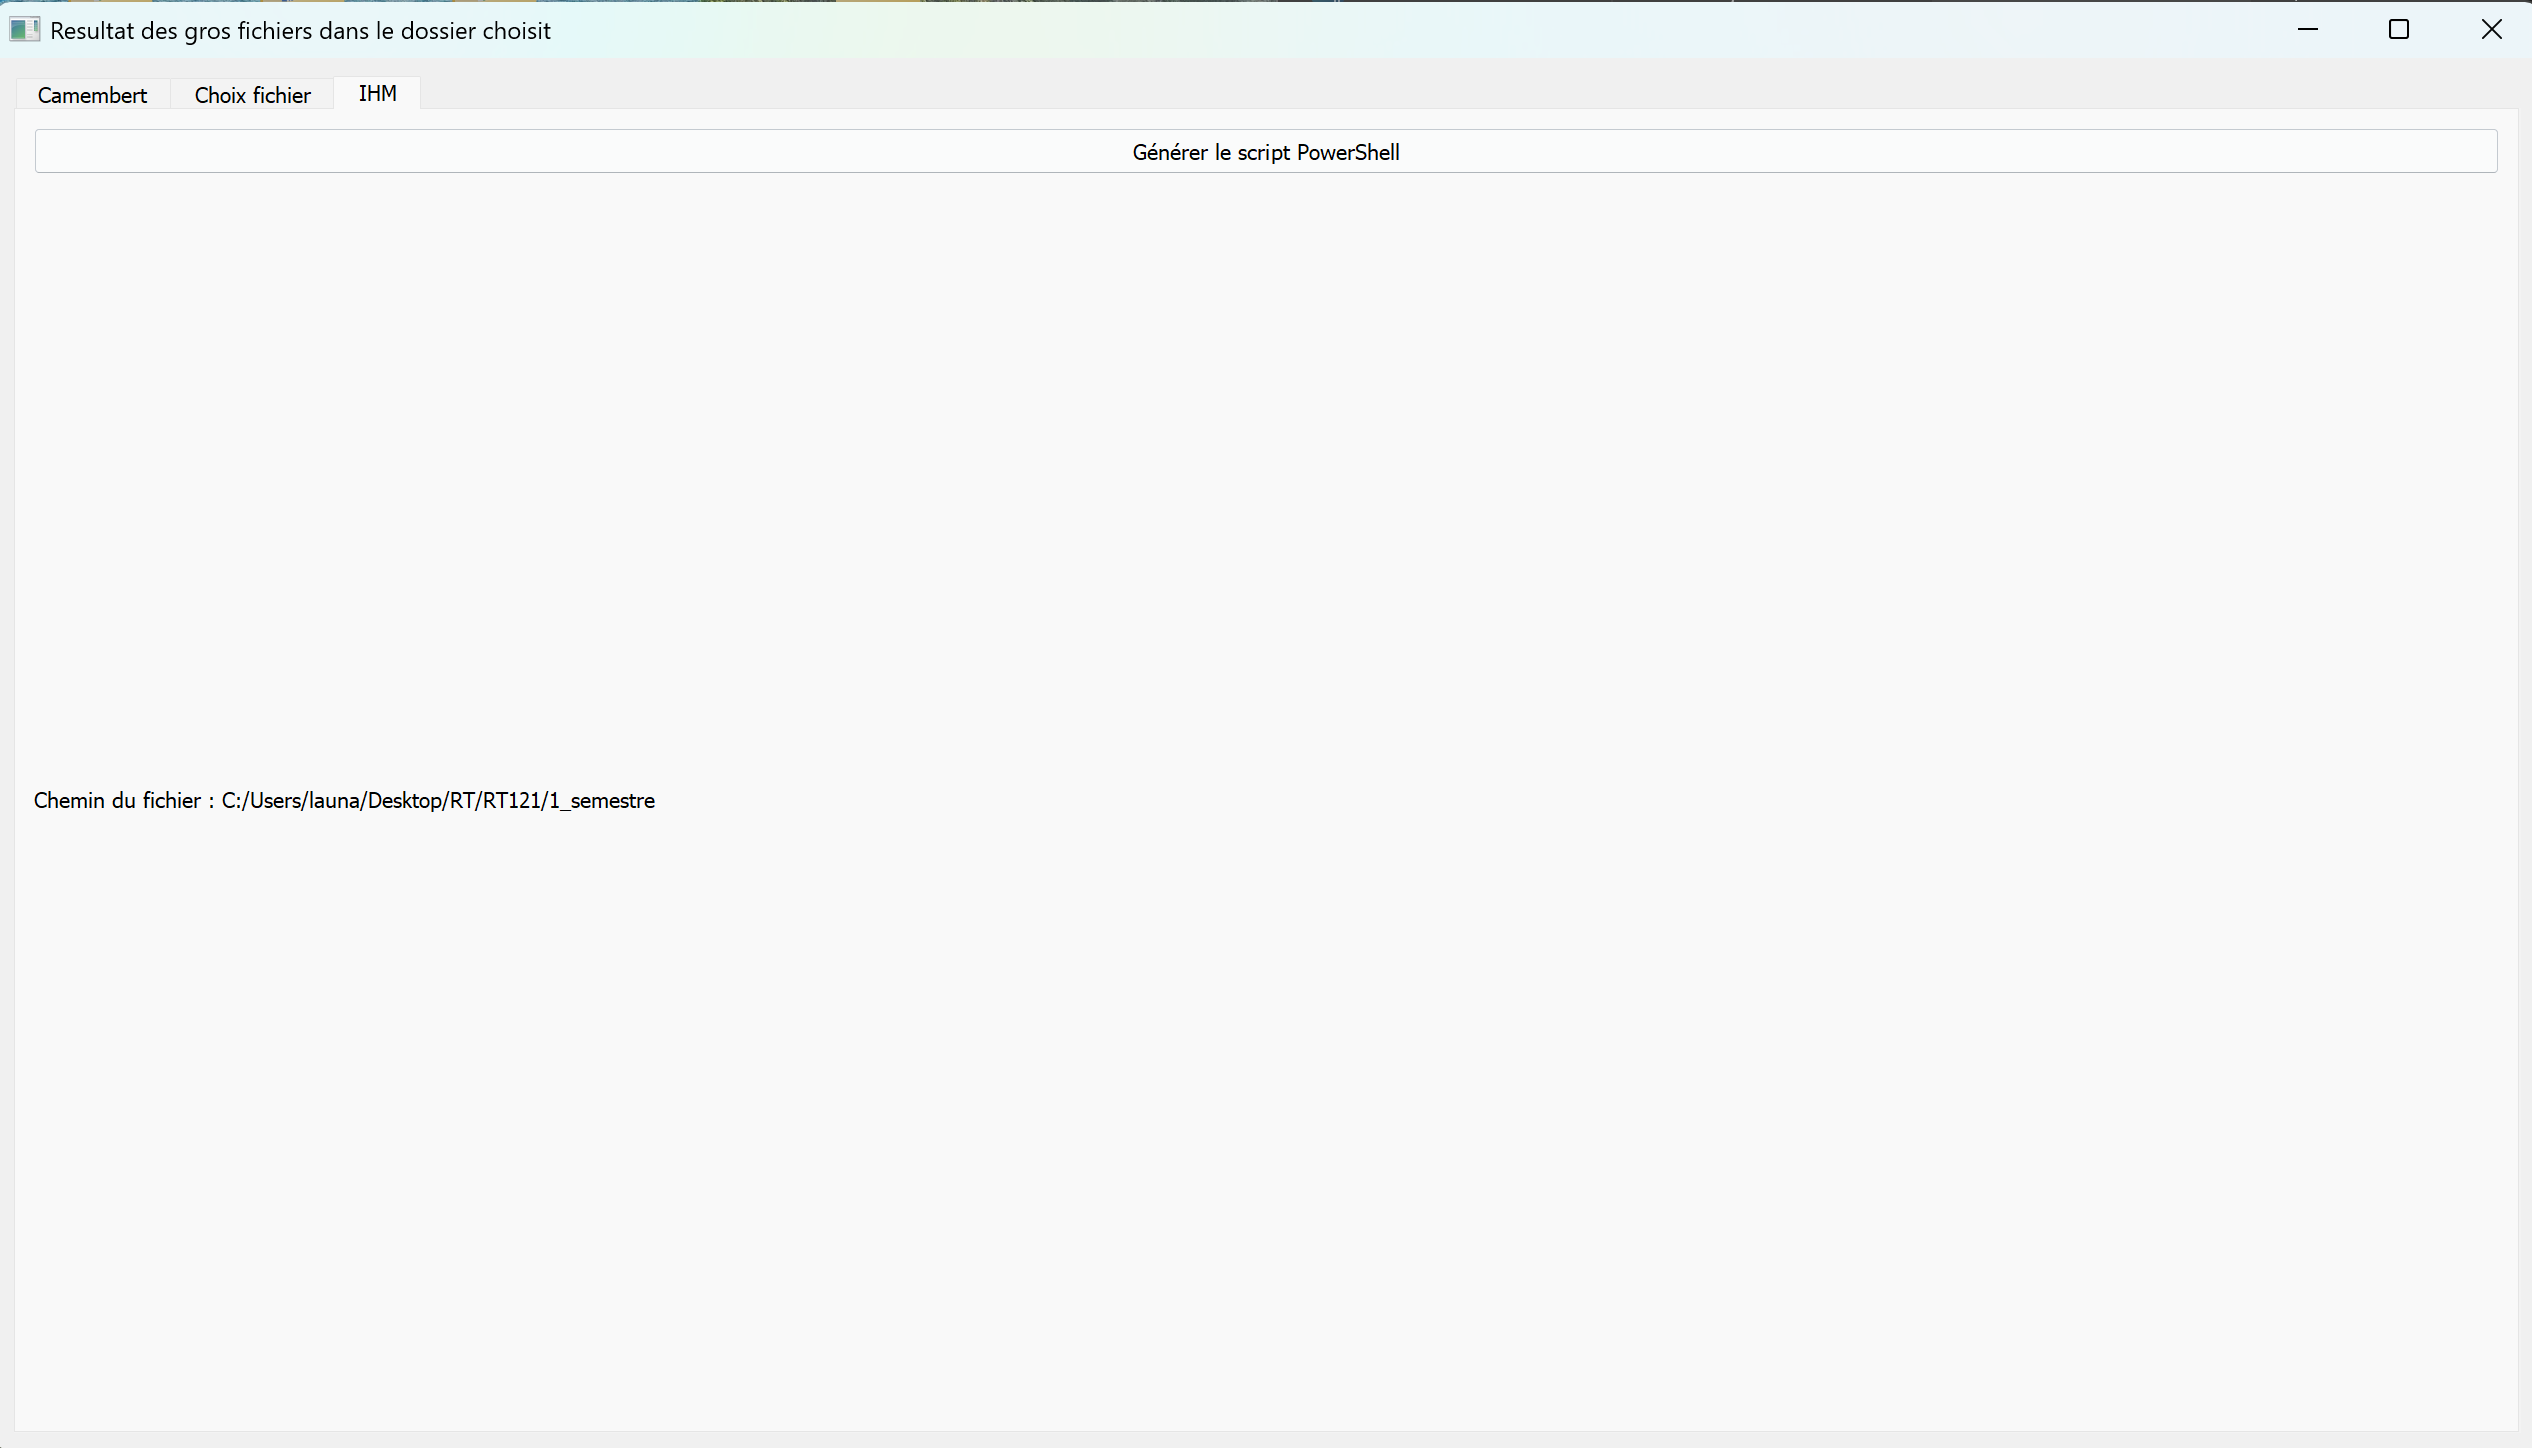 Resultat des gros fichiers dans le dossier choisit
Camembert
Choix fichier
IHM
Générer le script PowerShell
Chemin du fichier : C:/Users/launa/Desktop/RT/RT121/1_semestre